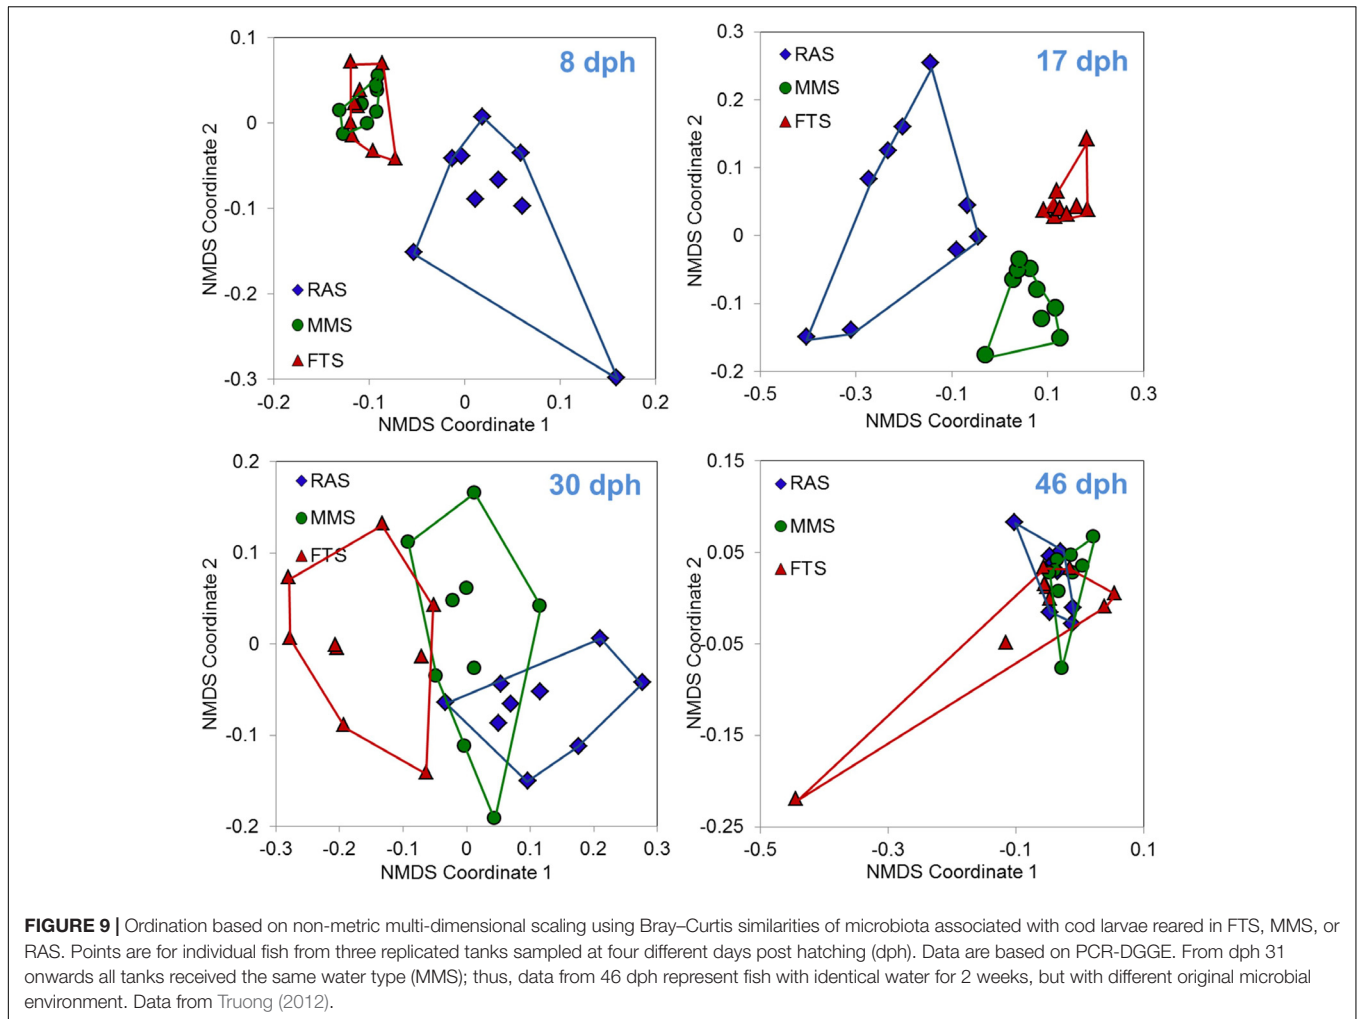 0.1
0
-0.1
-0.2
-0.3
NMDS Coordinate 2
8 dph
RAS
MMS
FTS
-0.2 -0.1 0 0.1 0.2
NMDS Coordinate 1
0.3
0.2
0.1
0
-0.1
-0.2
NMDS Coordinate 2
RAS
MMS
FTS
17 dph
-0.5 -0.3 -0.1 0.1 0.3
NMDS Coordinate 1
0.2
0.1
0
-0.1
-0.2
NMDS Coordinate 2
RAS
MMS
FTS
30 dph
-0.3 -0.2 -0.1 0 0.1 0.2 0.3
NMDS Coordinate 1
0.15
0.05
-0.05
-0.15
-0.25
NMDS Coordinate 2
RAS
MMS
FTS
46 dph
-0.5 -0.3 -0.1 0.1
NMDS Coordinate 1
FIGURE 9 | Ordination based on non-metric multi-dimensional scaling using Bray–Curtis similarities of microbiota associated with cod larvae reared in FTS, MMS, or
RAS. Points are for individual fish from three replicated tanks sampled at four different days post hatching (dph). Data are based on PCR-DGGE. From dph 31
onwards all tanks received the same water type (MMS); thus, data from 46 dph represent fish with identical water for 2 weeks, but with different original microbial
environment. Data from Truong (2012).